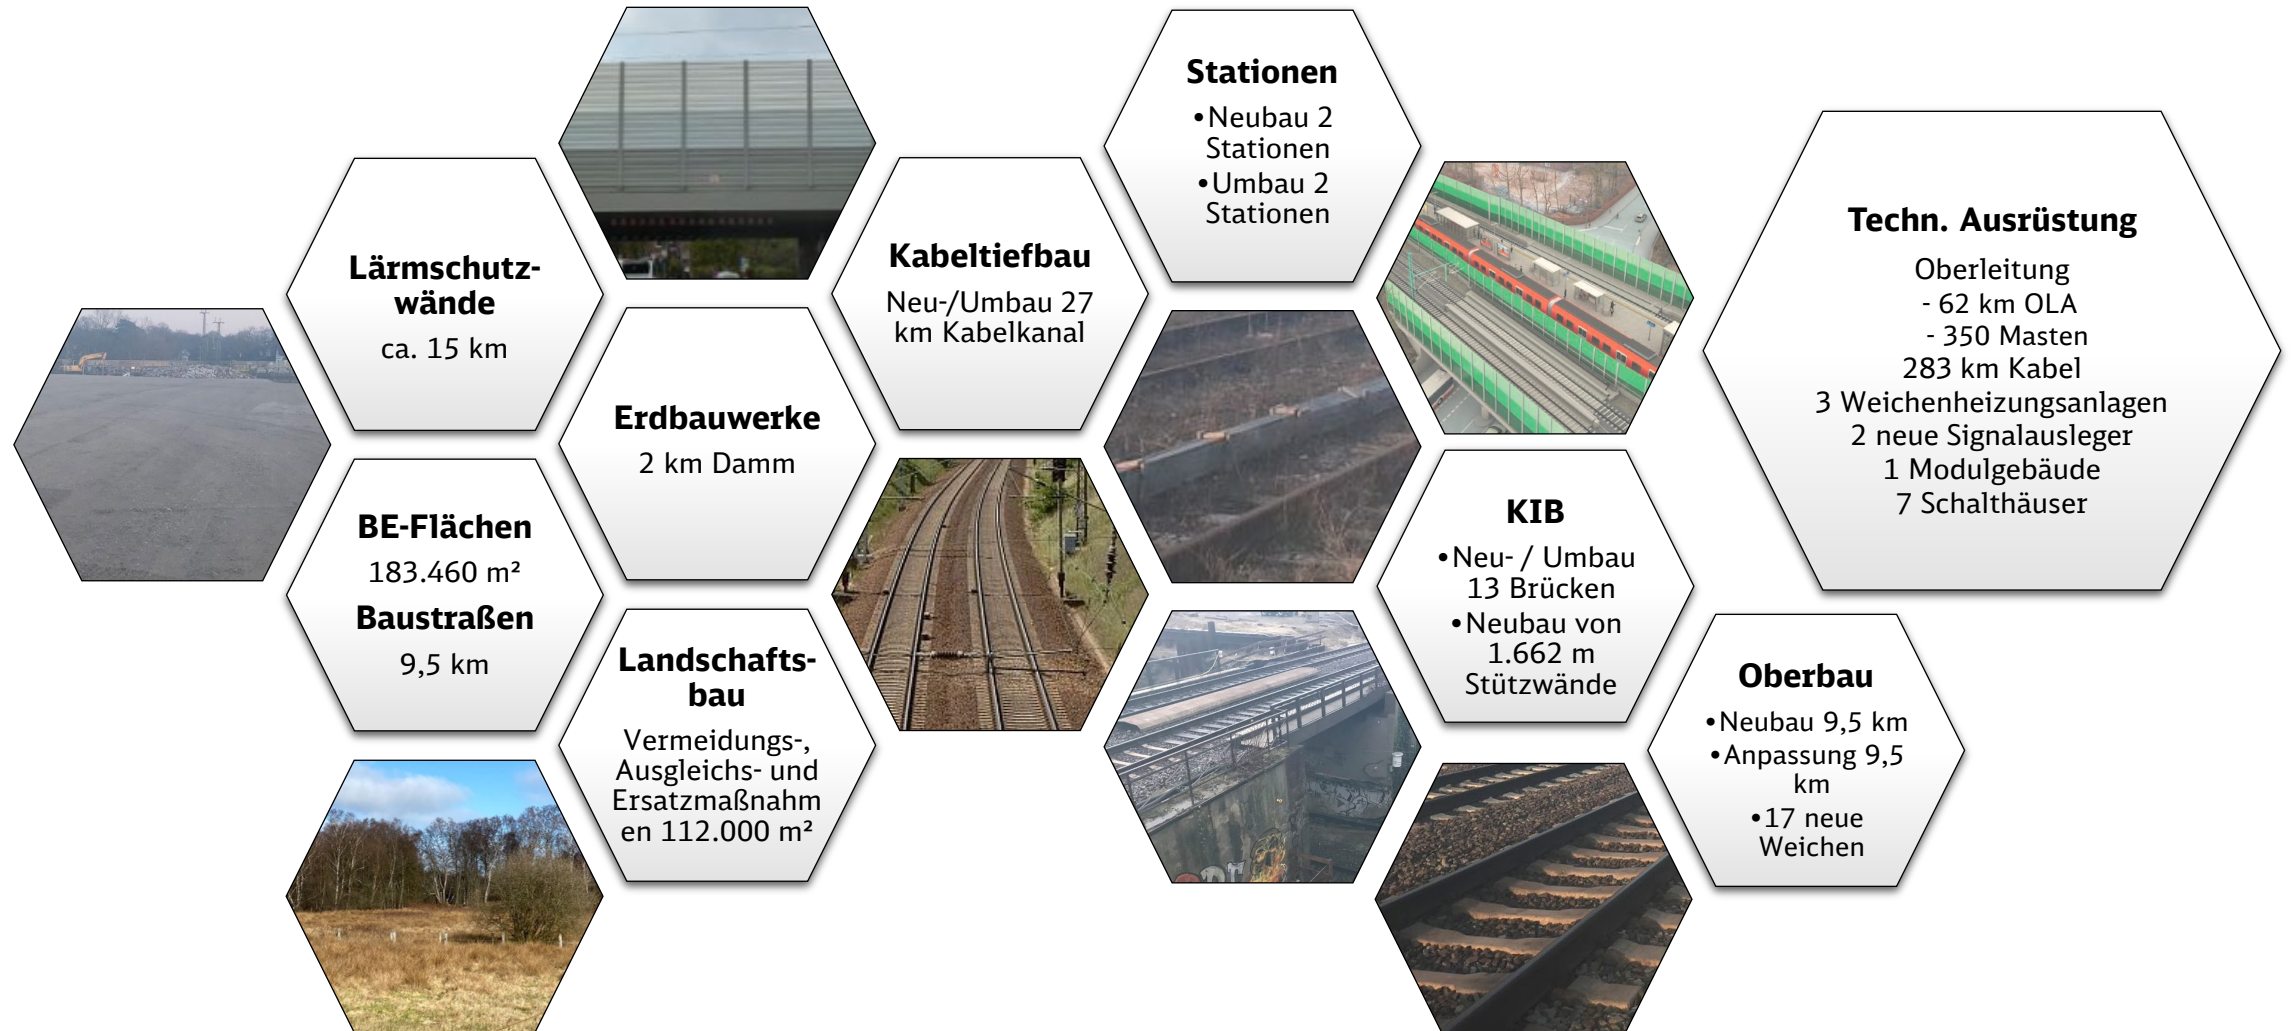 Lärmschutz-
wände
ca. 15 km
BE-Flächen
183.460 m²
Baustraßen
9,5 km
Erdbauwerke
2 km Damm
Landschafts-
bau
Vermeidungs-,
Ausgleichs- und
Ersatzmaßnahm
en 112.000 m²
Kabeltiefbau
Neu-/Umbau 27
km Kabelkanal
Stationen
•Neubau 2
Stationen
•Umbau 2
Stationen
KIB
•Neu- / Umbau
13 Brücken
•Neubau von
1.662 m
Stützwände
Techn. Ausrüstung
Oberleitung
- 62 km OLA
- 350 Masten
283 km Kabel
3 Weichenheizungsanlagen
2 neue Signalausleger
1 Modulgebäude
7 Schalthäuser
Oberbau
•Neubau 9,5 km
•Anpassung 9,5
km
•17 neue
Weichen